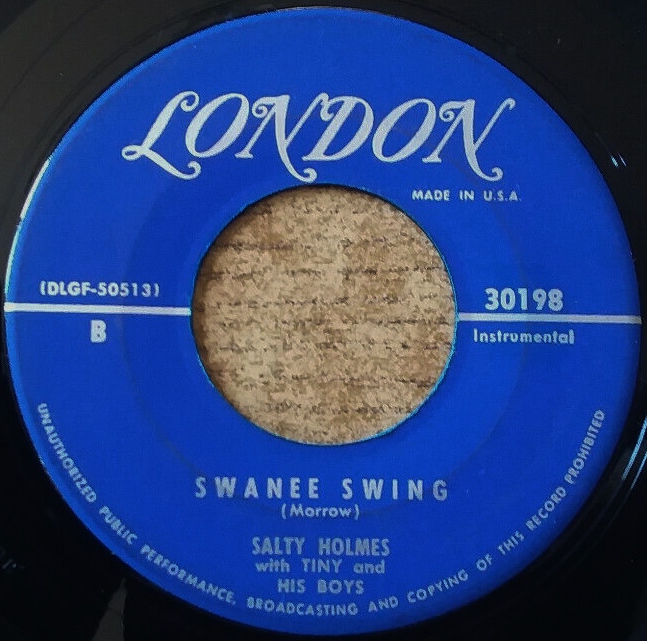 LONDON
MADE IN U.S.A.
(DLGF-50513)
30198
B
Instrumental
SWANEE SWING
(Morrow)
SALTY HOLMES
with TINY and
HIS BOYS
UNAUTHORIZED PUBLIC PERFORMANCE, BROADCASTING AND COPYING OF THIS RECORD PROHIBITED